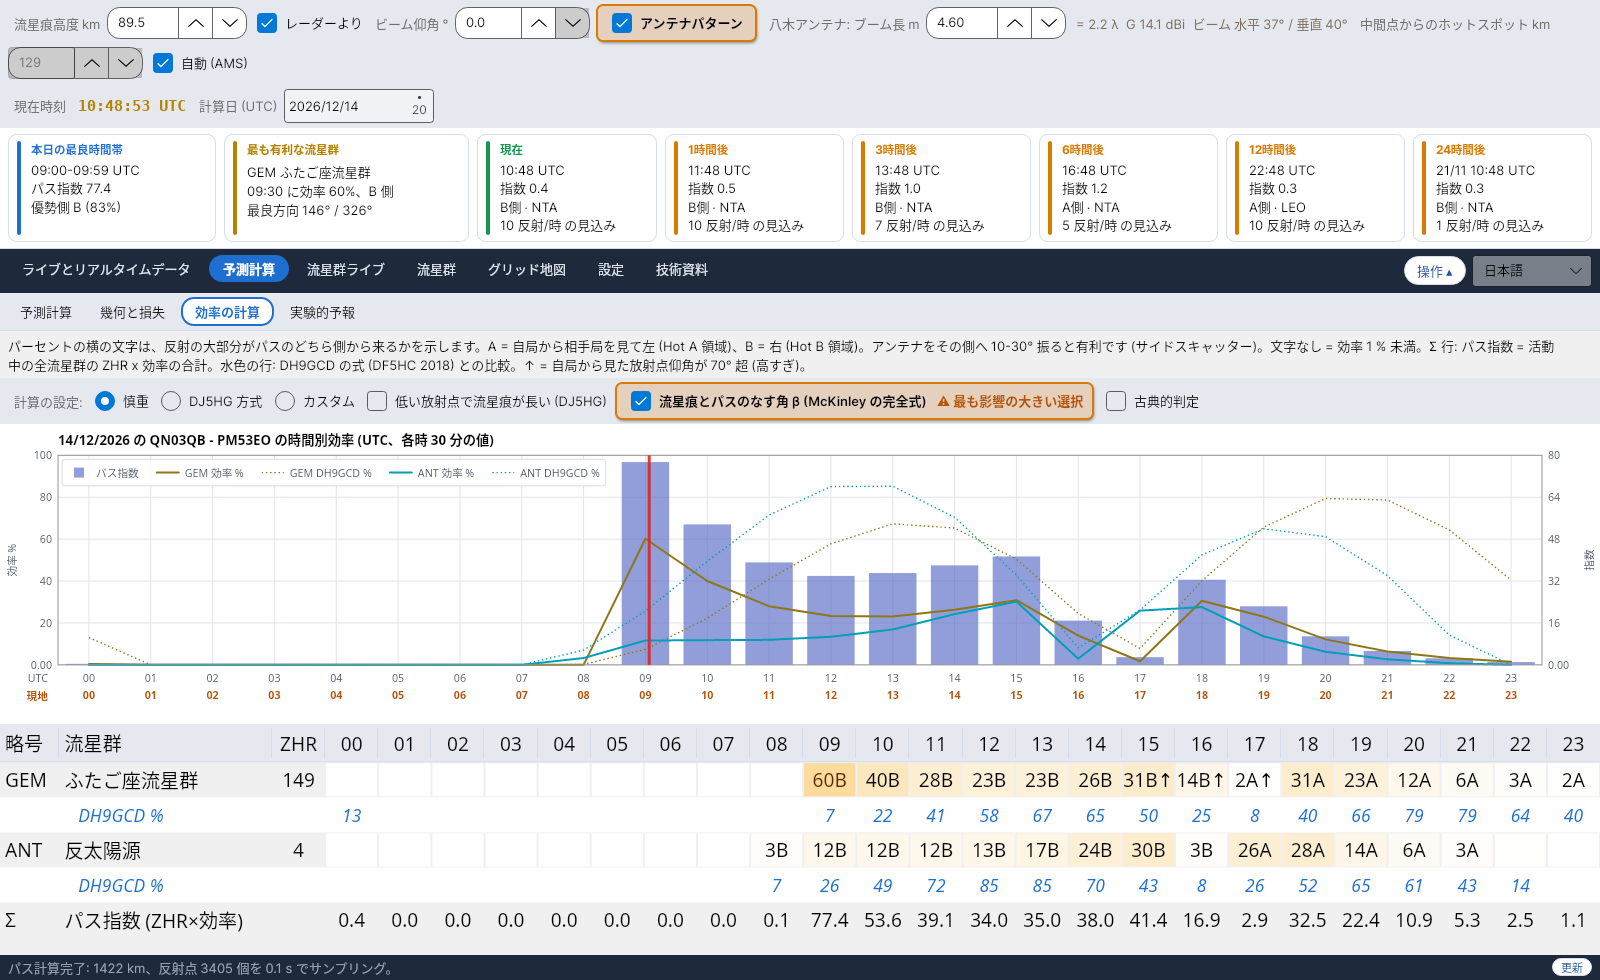 流星痕高度 km 89.5 レーダーより ビーム仰角 ° 0.0 アンテナパターン 八木アンテナ: ブーム長 m 4.60 = 2.2 λ G 14.1 dBi ビーム 水平 37° / 垂直 40° 中間点からのホットスポット km
129 自動 (AMS)
現在時刻 10:48:53 UTC 計算日 (UTC) 2026/12/14 20
本日の最良時間帯
09:00-09:59 UTC
パス指数 77.4
優勢側 B (83%)
最も有利な流星群
GEM ふたご座流星群
09:30 に効率 60%、B 側
最良方向 146° / 326°
現在
10:48 UTC
指数 0.4
B側 · NTA
10 反射/時 の見込み
1時間後
11:48 UTC
指数 0.5
B側 · NTA
10 反射/時 の見込み
3時間後
13:48 UTC
指数 1.0
B側 · NTA
7 反射/時 の見込み
6時間後
16:48 UTC
指数 1.2
A側 · NTA
5 反射/時 の見込み
12時間後
22:48 UTC
指数 0.3
A側 · LEO
10 反射/時 の見込み
24時間後
21/11 10:48 UTC
指数 0.3
B側 · NTA
1 反射/時 の見込み
ライブとリアルタイムデータ 予測計算 流星群ライブ 流星群 グリッド地図 設定 技術資料 操作 ▴ 日本語
予測計算 幾何と損失 効率の計算 実験的予報
パーセントの横の文字は、反射の大部分がパスのどちら側から来るかを示します。A = 自局から相手局を見て左 (Hot A 領域)、B = 右 (Hot B 領域)。アンテナをその側へ 10-30° 振ると有利です (サイドスキャッター)。文字なし = 効率 1 % 未満。Σ 行: パス指数 = 活動
中の全流星群の ZHR x 効率の合計。水色の行: DH9GCD の式 (DF5HC 2018) との比較。↑ = 自局から見た放射点仰角が 70° 超 (高すぎ)。
計算の設定: 慎重 DJ5HG 方式 カスタム 低い放射点で流星痕が長い (DJ5HG) 流星痕とパスのなす角 β (McKinley の完全式) ⚠ 最も影響の大きい選択 古典的判定
14/12/2026 の QN03QB - PM53EO の時間別効率 (UTC、各時 30 分の値)
パス指数 GEM 効率 % GEM DH9GCD % ANT 効率 % ANT DH9GCD %
100 80
80 64
60 48
40 32
20 16
0.00 0.00
効率 %
指数
UTC 00 01 02 03 04 05 06 07 08 09 10 11 12 13 14 15 16 17 18 19 20 21 22 23
現地 00 01 02 03 04 05 06 07 08 09 10 11 12 13 14 15 16 17 18 19 20 21 22 23
略号 流星群 ZHR 00 01 02 03 04 05 06 07 08 09 10 11 12 13 14 15 16 17 18 19 20 21 22 23
GEM ふたご座流星群 149 60B 40B 28B 23B 23B 26B 31B↑ 14B↑ 2A↑ 31A 23A 12A 6A 3A 2A
DH9GCD % 13 7 22 41 58 67 65 50 25 8 40 66 79 79 64 40
ANT 反太陽源 4 3B 12B 12B 12B 13B 17B 24B 30B 3B 26A 28A 14A 6A 3A
DH9GCD % 7 26 49 72 85 85 70 43 8 26 52 65 61 43 14
Σ パス指数 (ZHR×効率) 0.4 0.0 0.0 0.0 0.0 0.0 0.0 0.0 0.1 77.4 53.6 39.1 34.0 35.0 38.0 41.4 16.9 2.9 32.5 22.4 10.9 5.3 2.5 1.1
パス計算完了: 1422 km、反射点 3405 個を 0.1 s でサンプリング。 更新